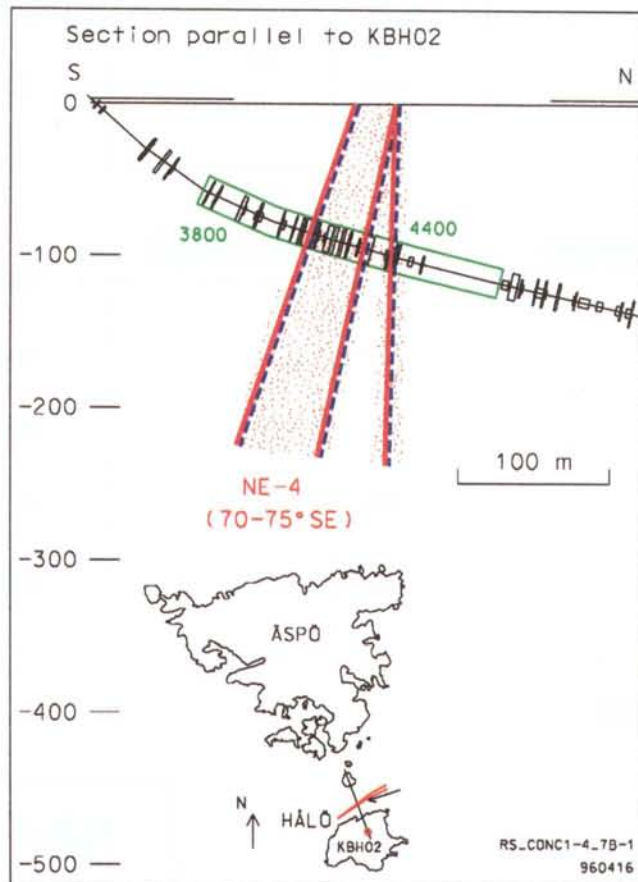 Section parallel to KBH02
S N
0
3800 4400
-100
-200
100 m
NE-4
(70-75° SE)
-300
ÄSPÖ
-400
N
HÅLÖ
KBH02
RS_CONC1-4_7B-1
-500
960416